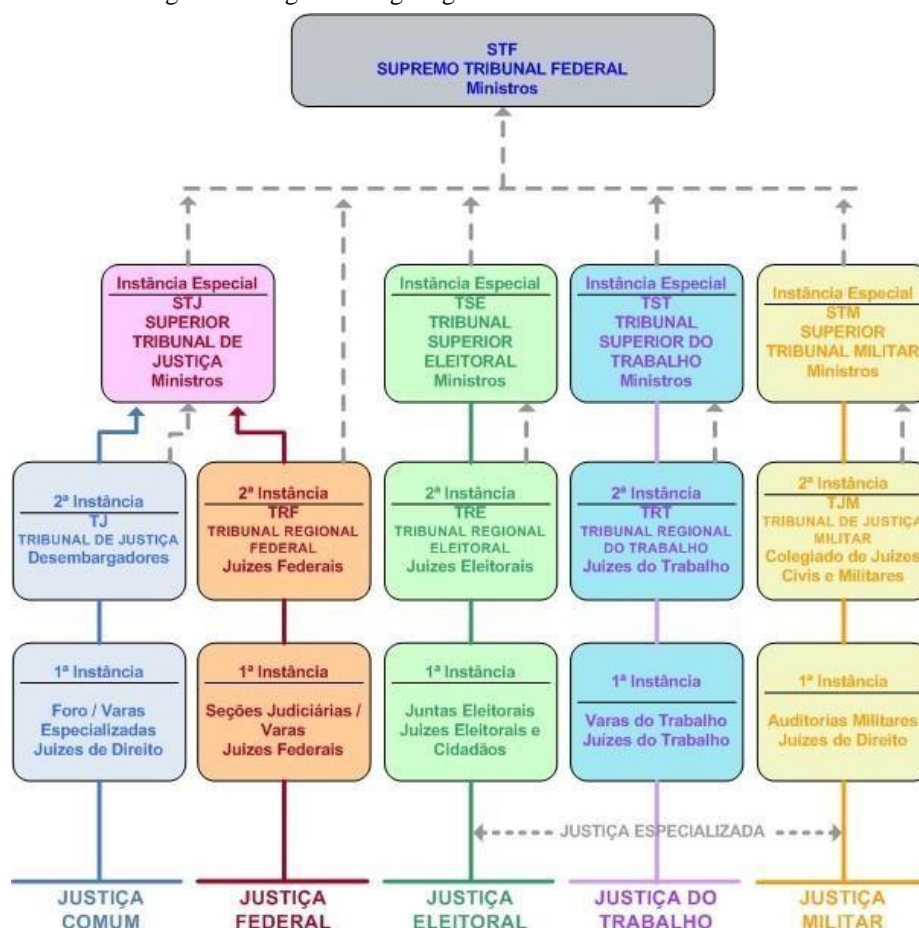 STF
SUPREMO TRIBUNAL FEDERAL
Ministros
Instância Especial
STJ
SUPERIOR
TRIBUNAL DE
JUSTIÇA
Ministros
Instância Especial
TSE
TRIBUNAL
SUPERIOR
ELEITORAL
Ministros
Instância Especial
TST
TRIBUNAL
SUPERIOR DO
TRABALHO
Ministros
Instância Especial
STM
SUPERIOR
TRIBUNAL MILITAR
Ministros
2ª Instância
TJ
TRIBUNAL DE JUSTIÇA
Desembargadores
2ª Instância
TRF
TRIBUNAL REGIONAL
FEDERAL
Juizes Federais
2ª Instância
TRE
TRIBUNAL REGIONAL
ELEITORAL
Juizes Eleitorais
2ª Instância
TRT
TRIBUNAL REGIONAL
DO TRABALHO
Juizes do Trabalho
2ª Instância
TJM
TRIBUNAL DE JUSTIÇA
MILITAR
Colegiado de Juizes
Civis e Militares
1ª Instância
Foro / Varas
Especializadas
Juizes de Direito
1ª Instância
Seções Judiciárias /
Varas
Juizes Federais
1ª Instância
Juntas Eleitorais
Juizes Eleitorais e
Cidadãos
1ª Instância
Varas do Trabalho
Juizes do Trabalho
1ª Instância
Auditorias Militares
Juizes de Direito
JUSTIÇA ESPECIALIZADA
JUSTIÇA
COMUM
JUSTIÇA
FEDERAL
JUSTIÇA
ELEITORAL
JUSTIÇA DO
TRABALHO
JUSTIÇA
MILITAR